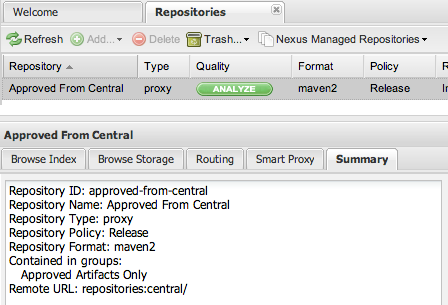 Welcome
Repositories
Refresh Add... Delete Trash... Nexus Managed Repositories
Repository Type Quality Format Policy
Approved From Central proxy ANALYZE maven2 Release
Approved From Central
Browse Index Browse Storage Routing Smart Proxy Summary
Repository ID: approved-from-central
Repository Name: Approved From Central
Repository Type: proxy
Repository Policy: Release
Repository Format: maven2
Contained in groups:
Approved Artifacts Only
Remote URL: repositories:central/